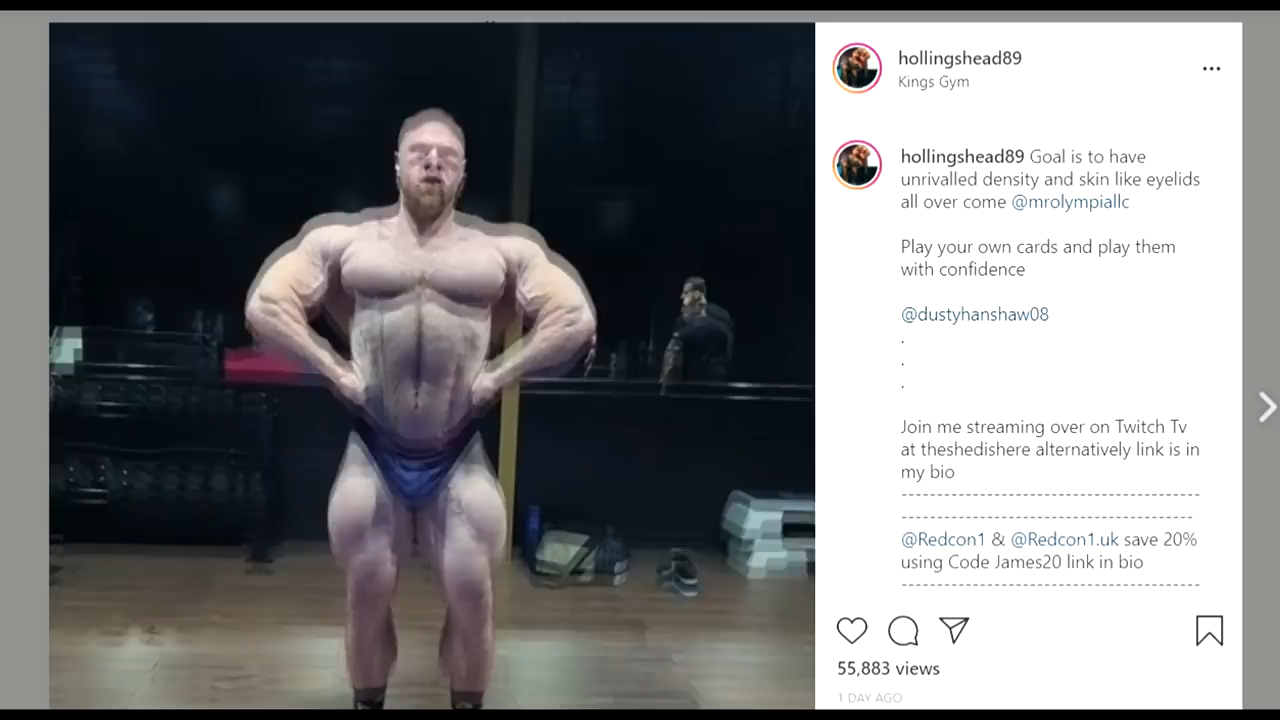 hollingshead89
Kings Gym
hollingshead89 Goal is to have
unrivalled density and skin like eyelids
all over come @mrolympiallc
Play your own cards and play them
with confidence
@dustyhanshaw08
.
.
.
Join me streaming over on Twitch Tv
at theshedishere alternatively link is in
my bio
---------------------------------
--------------------------------
@Redcon1 & @Redcon1.uk save 20%
using Code James20 link in bio
---------------------------------
55,883 views
1 DAY AGO